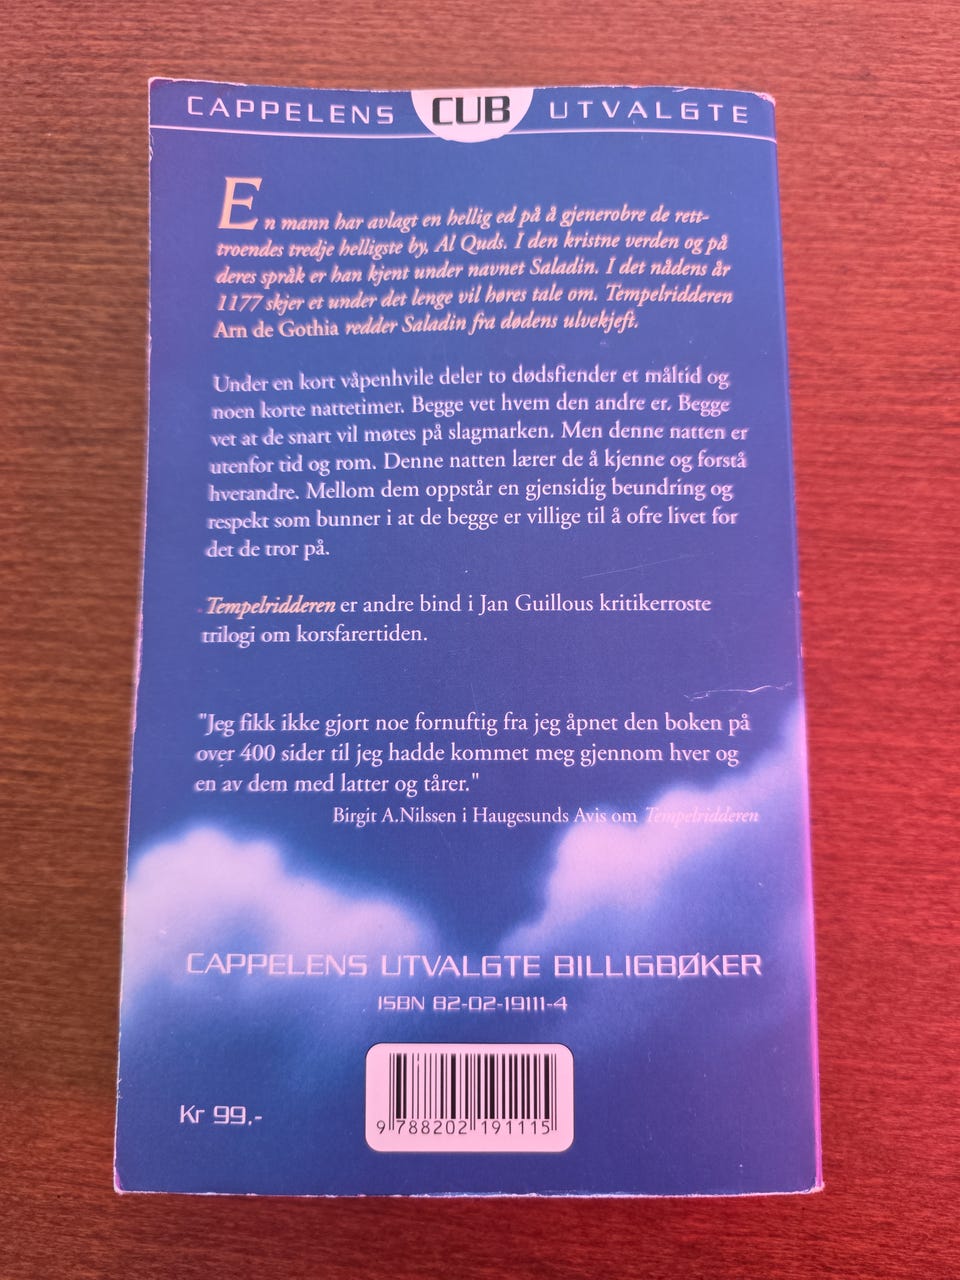 CAPPELENS CUB UTVALGTE
En mann har avlagt en hellig ed på å gjenerobre de rett-
troendes tredje helligste by, Al Quds. I den kristne verden og på
deres språk er han kjent under navnet Saladin. I det nådens år
1177 skjer et under det lenge vil høres tale om. Tempelridderen
Arn de Gothia redder Saladin fra dødens ulvekjeft.
Under en kort våpenhvile deler to dødsfiender et måltid og
noen korte nattetimer. Begge vet hvem den andre er. Begge
vet at de snart vil møtes på slagmarken. Men denne natten er
utenfor tid og rom. Denne natten lærer de å kjenne og forstå
hverandre. Mellom dem oppstår en gjensidig beundring og
respekt som bunner i at de begge er villige til å ofre livet for
det de tror på.
Tempelridderen er andre bind i Jan Guillous kritikerroste
trilogi om korsfarertiden.
"Jeg fikk ikke gjort noe fornuftig fra jeg åpnet den boken på
over 400 sider til jeg hadde kommet meg gjennom hver og
en av dem med latter og tårer."
Birgit A.Nilssen i Haugesunds Avis om Tempelridderen
CAPPELENS UTVALGTE BILLIGBØKER
ISBN 82-02-19111-4
Kr 99,-
9 788202 191115